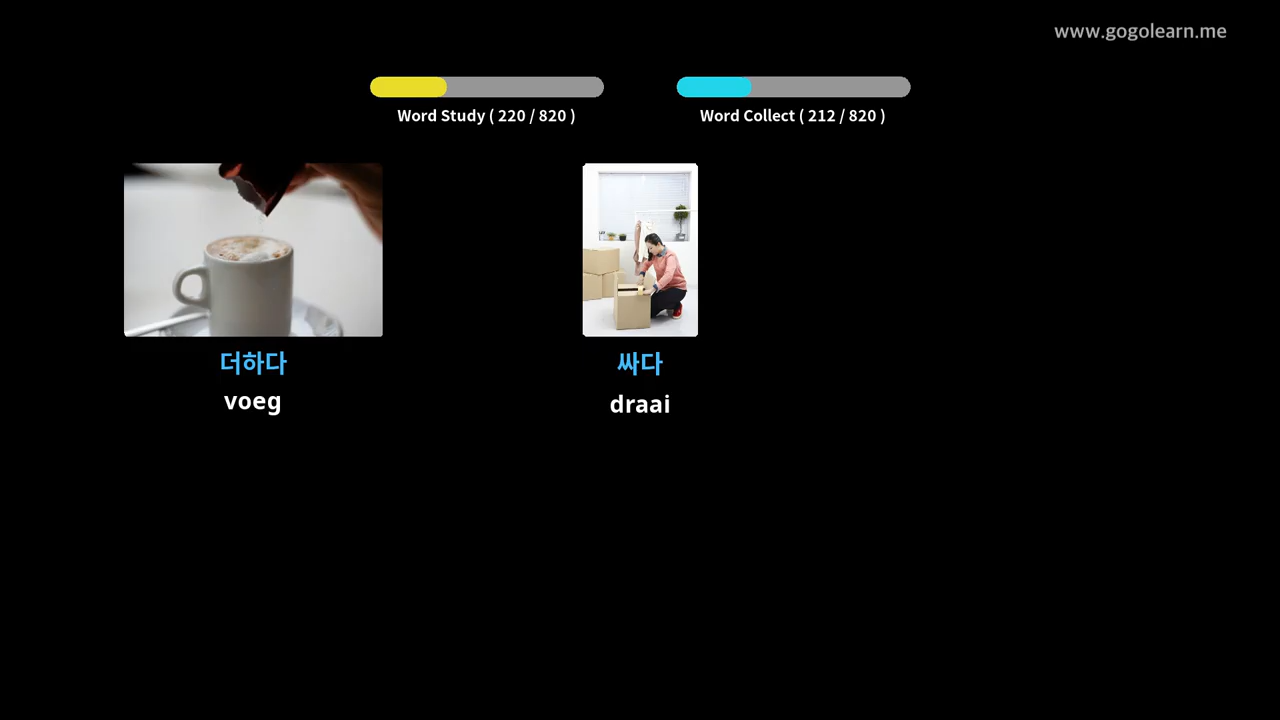 www.gogolearn.me
Word Study ( 220 / 820 )
Word Collect ( 212 / 820 )
더하다
voeg
싸다
draai